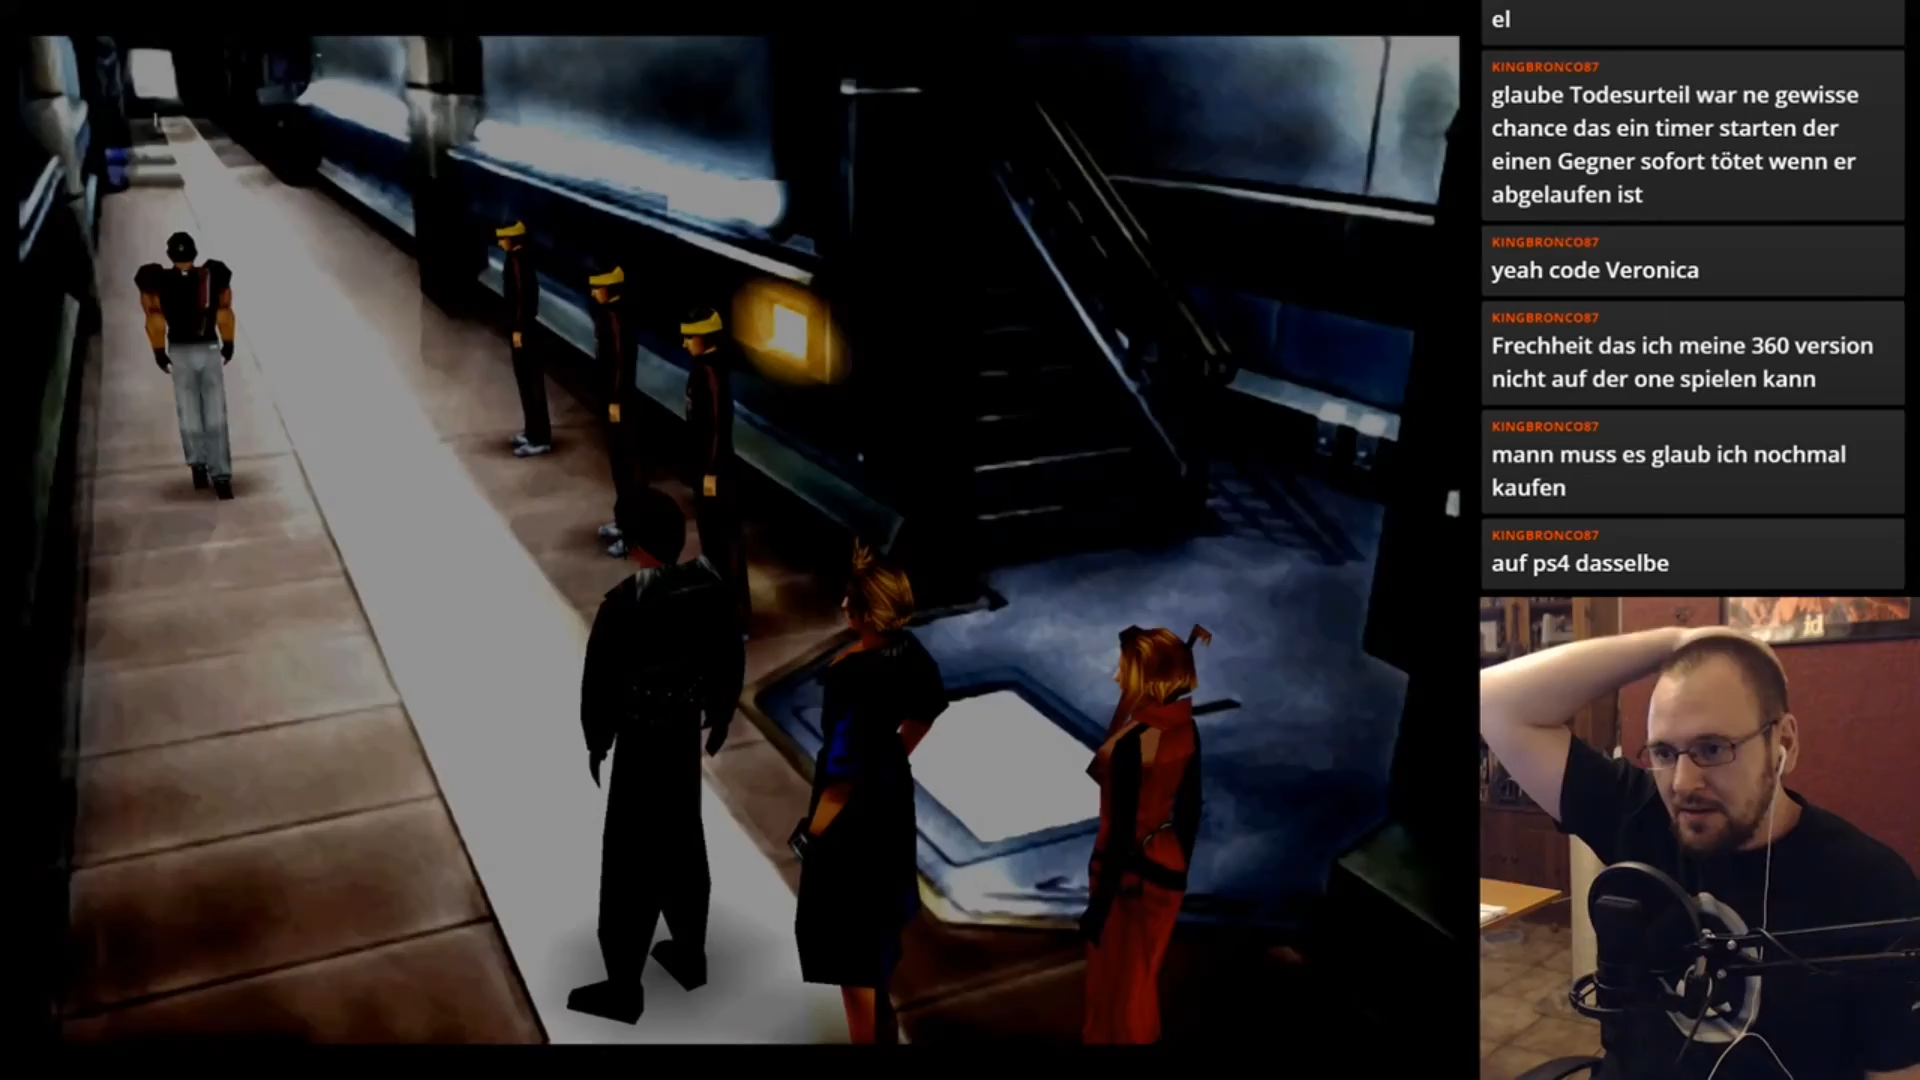 el
KINGBRONCO87
glaube Todesurteil war ne gewisse
chance das ein timer starten der
einen Gegner sofort tötet wenn er
abgelaufen ist
KINGBRONCO87
yeah code Veronica
KINGBRONCO87
Frechheit das ich meine 360 version
nicht auf der one spielen kann
KINGBRONCO87
mann muss es glaub ich nochmal
kaufen
KINGBRONCO87
auf ps4 dasselbe
id